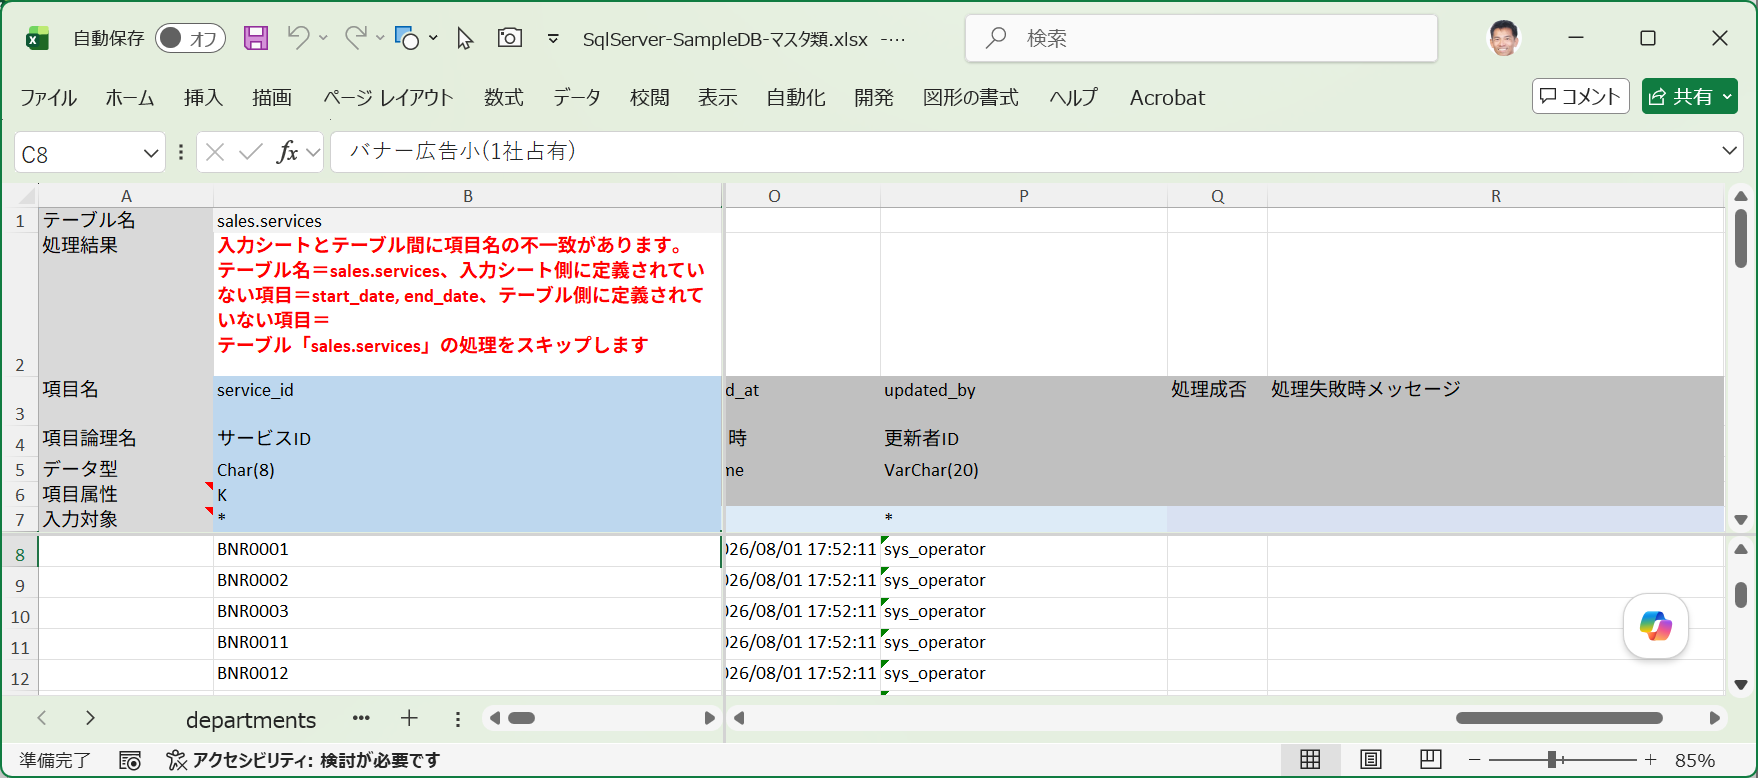 自動保存 オフ SqlServer-SampleDB-マスタ類.xlsx -… 検索
ファイル ホーム 挿入 描画 ページ レイアウト 数式 データ 校閲 表示 自動化 開発 図形の書式 ヘルプ Acrobat コメント 共有
C8 fx バナー広告小(1社占有)
A B O P Q R
1 テーブル名 sales.services
2 処理結果 入力シートとテーブル間に項目名の不一致があります。
テーブル名＝sales.services、入力シート側に定義されてい
ない項目＝start_date, end_date、テーブル側に定義されて
いない項目＝
テーブル「sales.services」の処理をスキップします
3 項目名 service_id d_at updated_by 処理成否 処理失敗時メッセージ
4 項目論理名 サービスID 時 更新者ID
5 データ型 Char(8) me VarChar(20)
6 項目属性 K
7 入力対象 * *
8 BNR0001 026/08/01 17:52:11 sys_operator
9 BNR0002 026/08/01 17:52:11 sys_operator
10 BNR0003 026/08/01 17:52:11 sys_operator
11 BNR0011 026/08/01 17:52:11 sys_operator
12 BNR0012 026/08/01 17:52:11 sys_operator
departments
準備完了 アクセシビリティ: 検討が必要です 85%